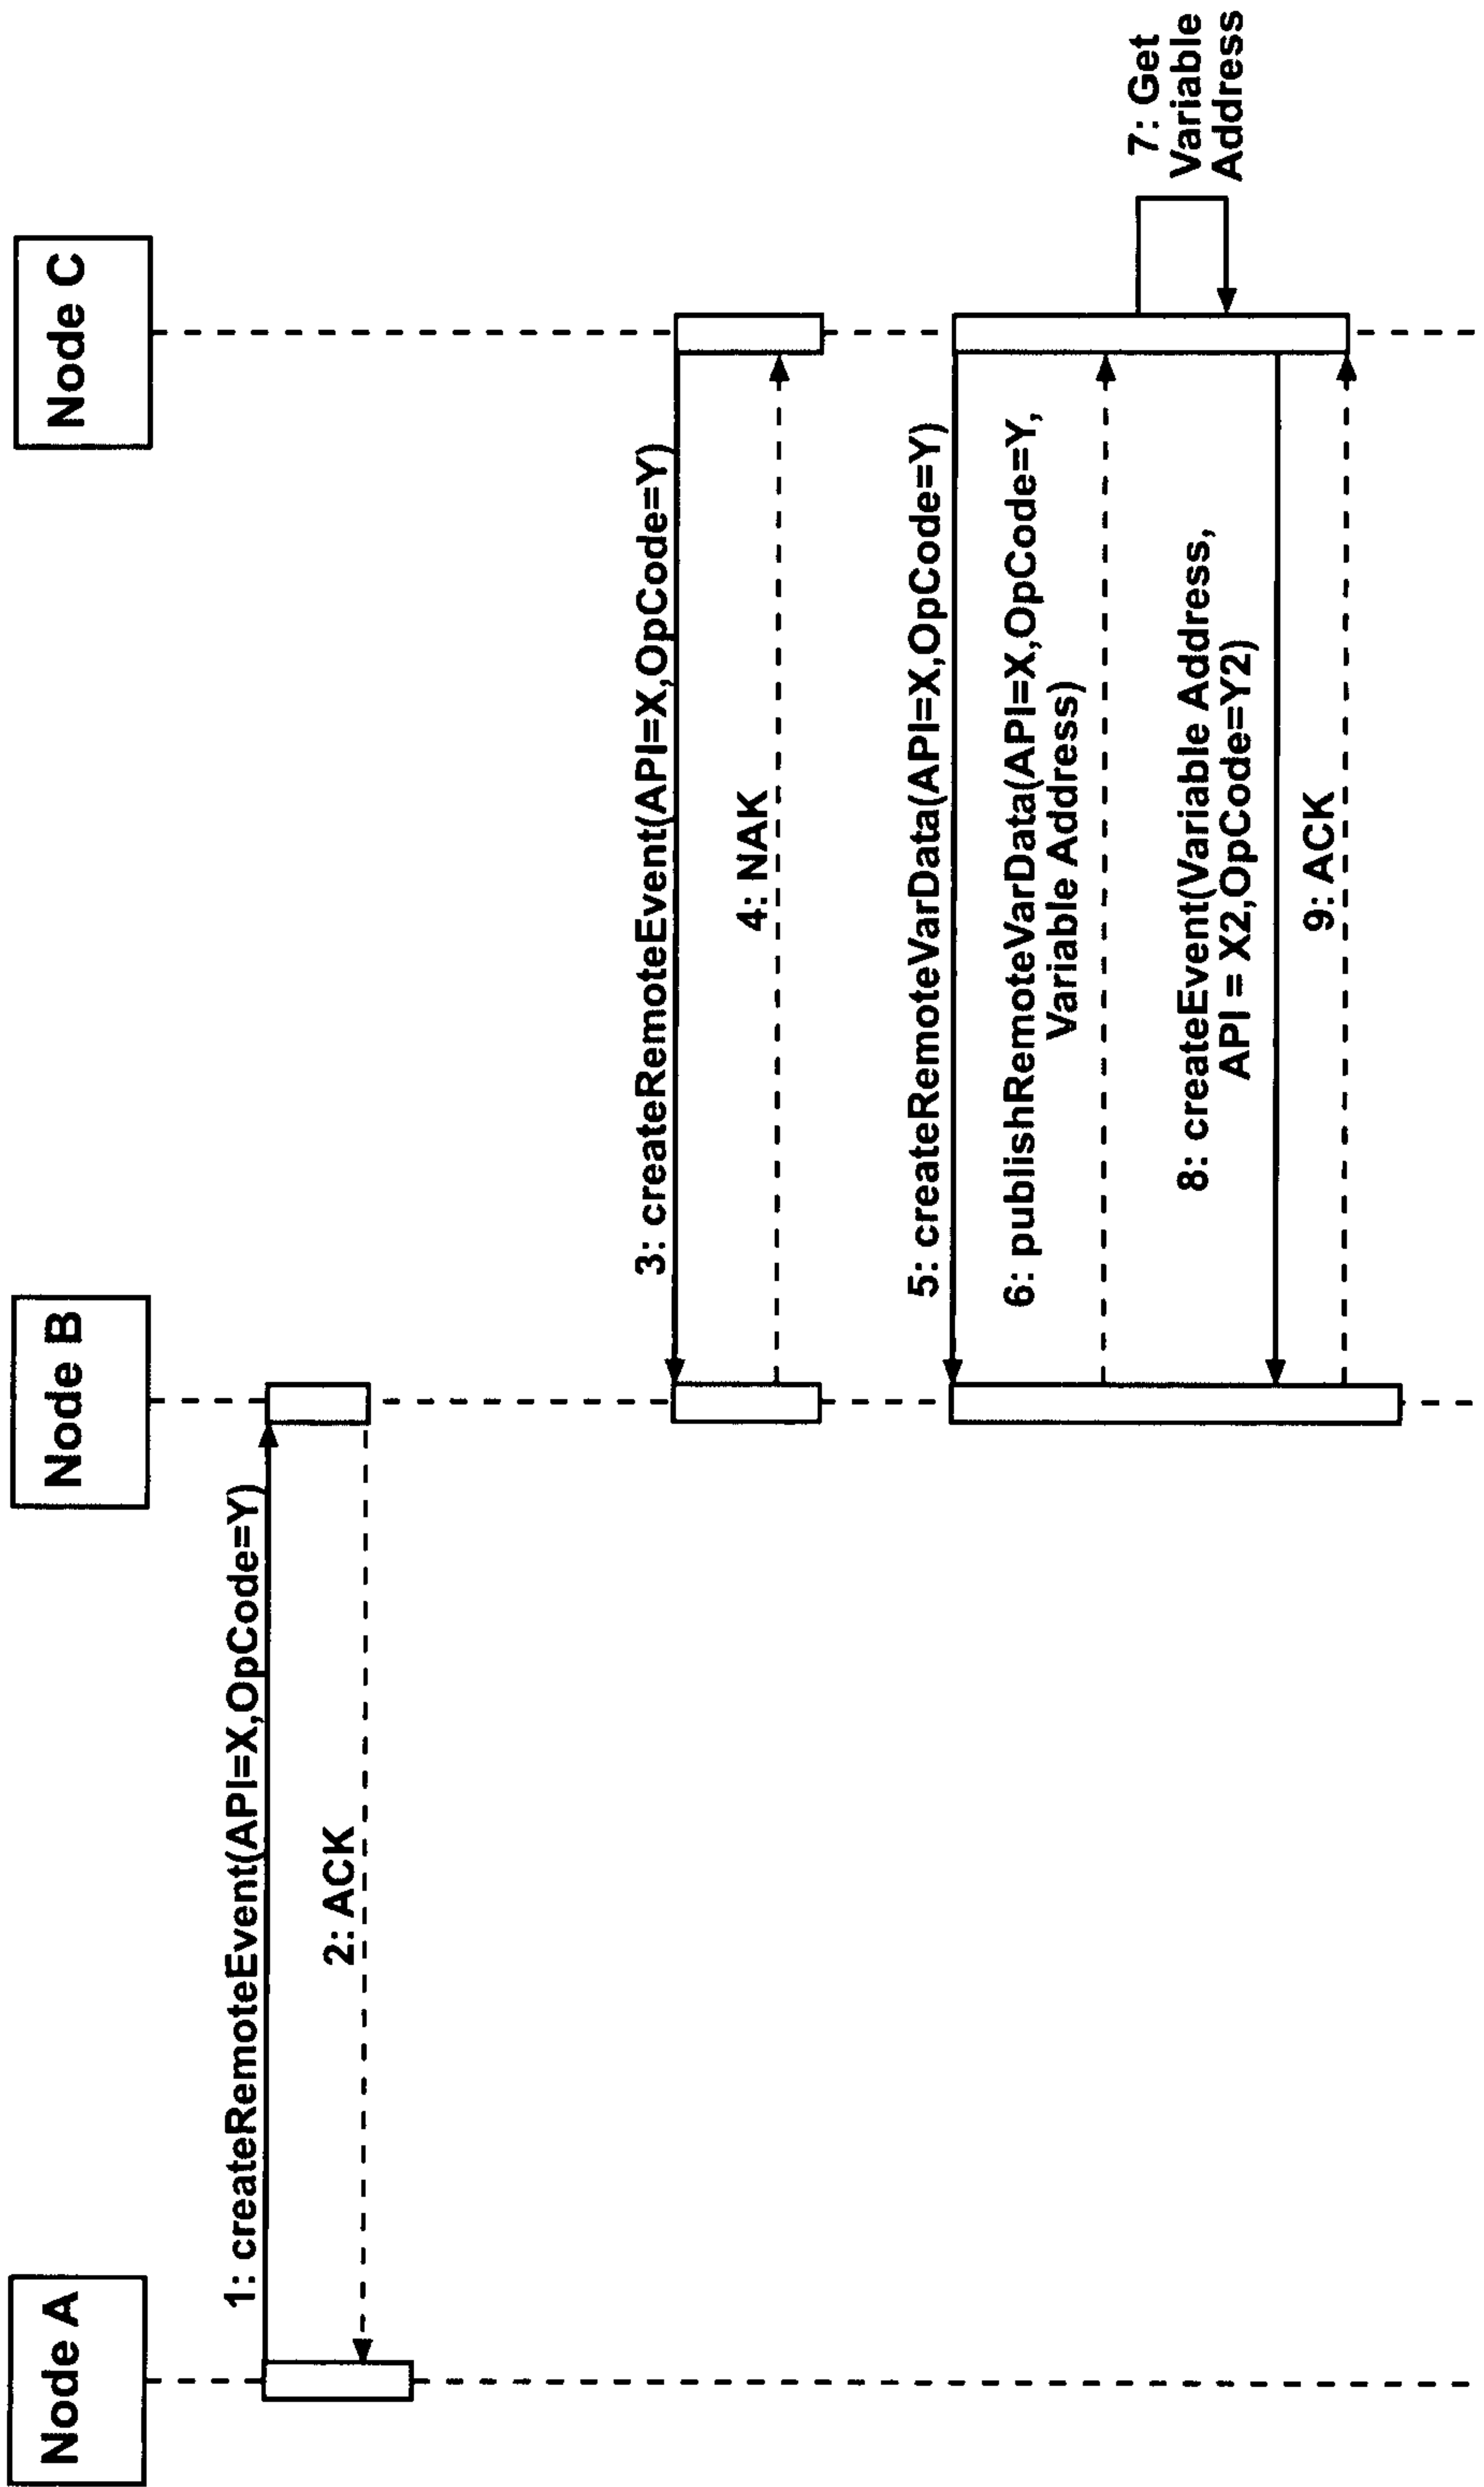 Node A
Node B
Node C
1: createRemoteEvent(API=X,OpCode=Y)
2: ACK
3: createRemoteEvent(API=X,OpCode=Y)
4: NAK
5: createRemoteVarData(API=X,OpCode=Y)
6: publishRemoteVarData(API=X,OpCode=Y,
Variable Address)
7: Get
Variable
Address
8: createEvent(Variable Address,
API = X2,OpCode=Y2)
9: ACK